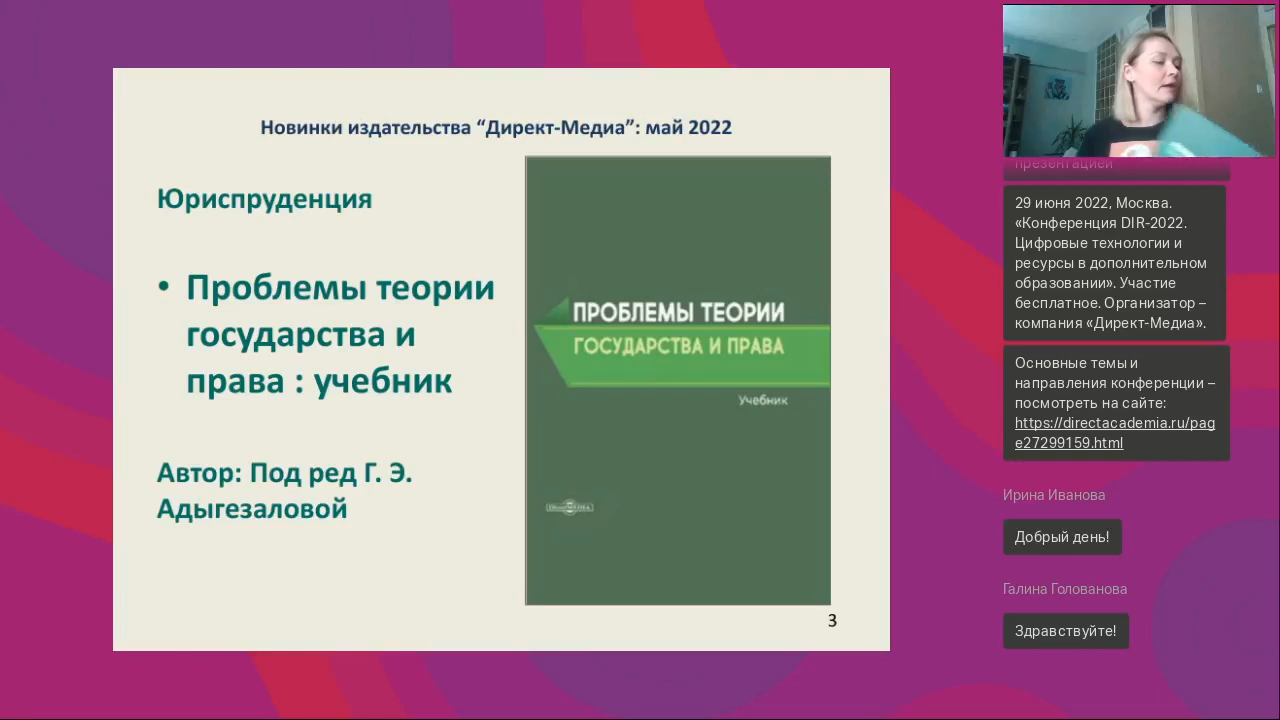 Новинки издательства “Директ-Медиа”: май 2022
Юриспруденция
• Проблемы теории
государства и
права : учебник
Автор: Под ред Г. Э.
Адыгезаловой
ПРОБЛЕМЫ ТЕОРИИ
ГОСУДАРСТВА И ПРАВА
Учебник
3
презентацией
29 июня 2022, Москва.
«Конференция DIR-2022.
Цифровые технологии и
ресурсы в дополнительном
образовании». Участие
бесплатное. Организатор –
компания «Директ-Медиа».
Основные темы и
направления конференции –
посмотреть на сайте:
https://directacademia.ru/pag
e27299159.html
Ирина Иванова
Добрый день!
Галина Голованова
Здравствуйте!